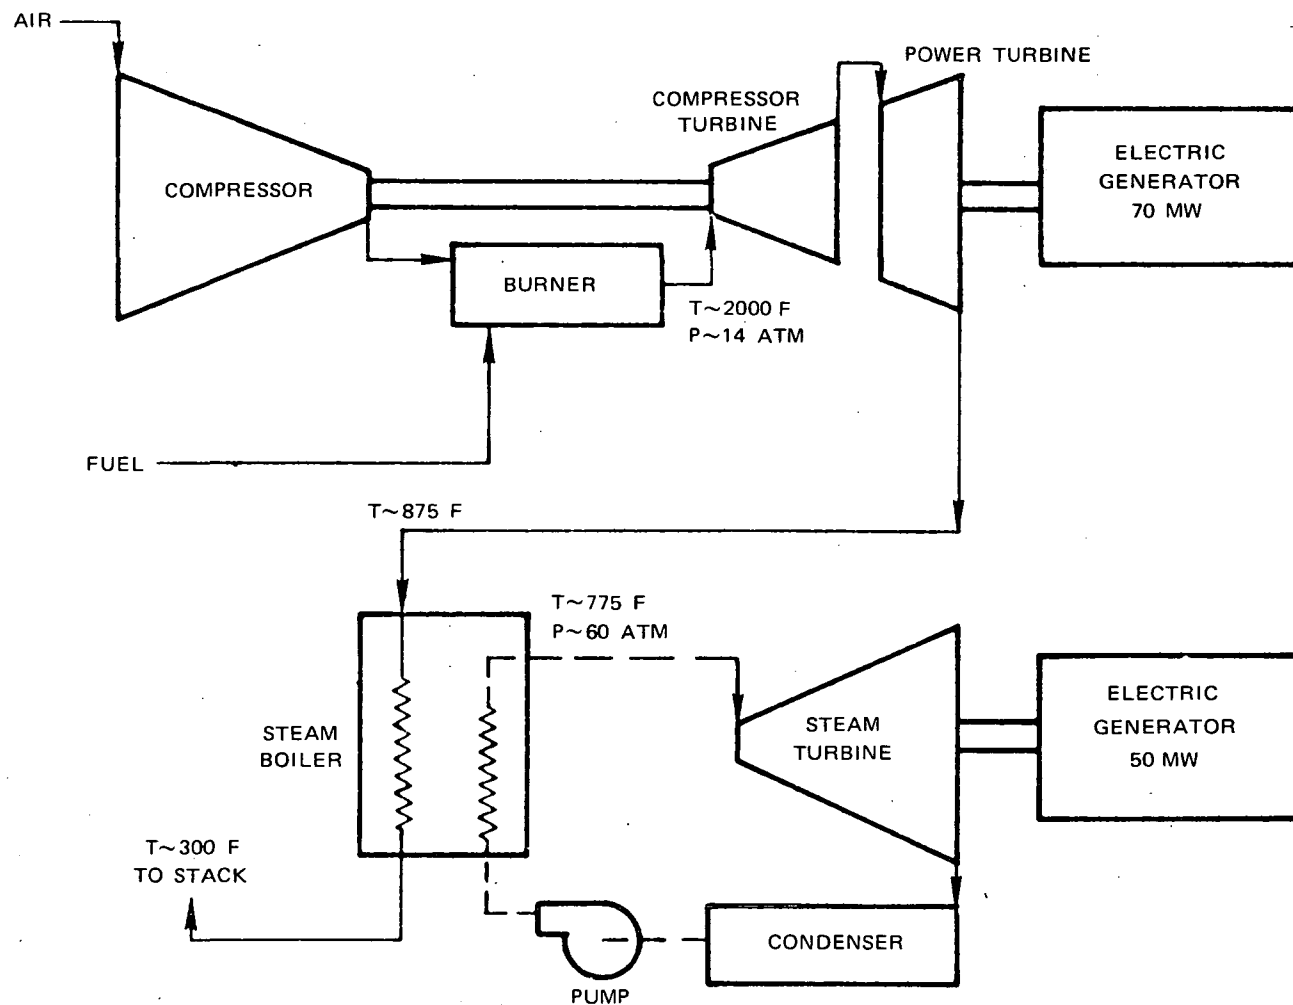 AIR
POWER TURBINE
COMPRESSOR
TURBINE
COMPRESSOR
ELECTRIC
GENERATOR
70 MW
BURNER
T~2000 F
P~14 ATM
FUEL
T~875 F
T~775 F
P~60 ATM
STEAM
BOILER
STEAM
TURBINE
ELECTRIC
GENERATOR
50 MW
T~300 F
TO STACK
CONDENSER
PUMP